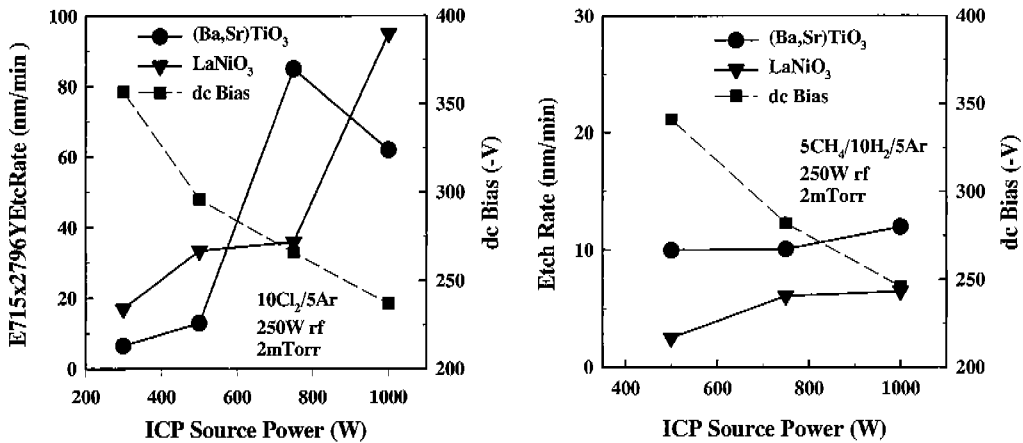 100
80
60
40
20
0
E715x2796YEtcRate (nm/min)
(Ba,Sr)TiO₃
LaNiO₃
dc Bias
10Cl₂/5Ar
250W rf
2mTorr
400
350
300
250
200
dc Bias (-V)
200 400 600 800 1000
ICP Source Power (W)
30
20
10
0
Etch Rate (nm/min)
(Ba,Sr)TiO₃
LaNiO₃
dc Bias
5CH₄/10H₂/5Ar
250W rf
2mTorr
400
350
300
250
200
dc Bias (-V)
400 600 800 1000
ICP Source Power (W)